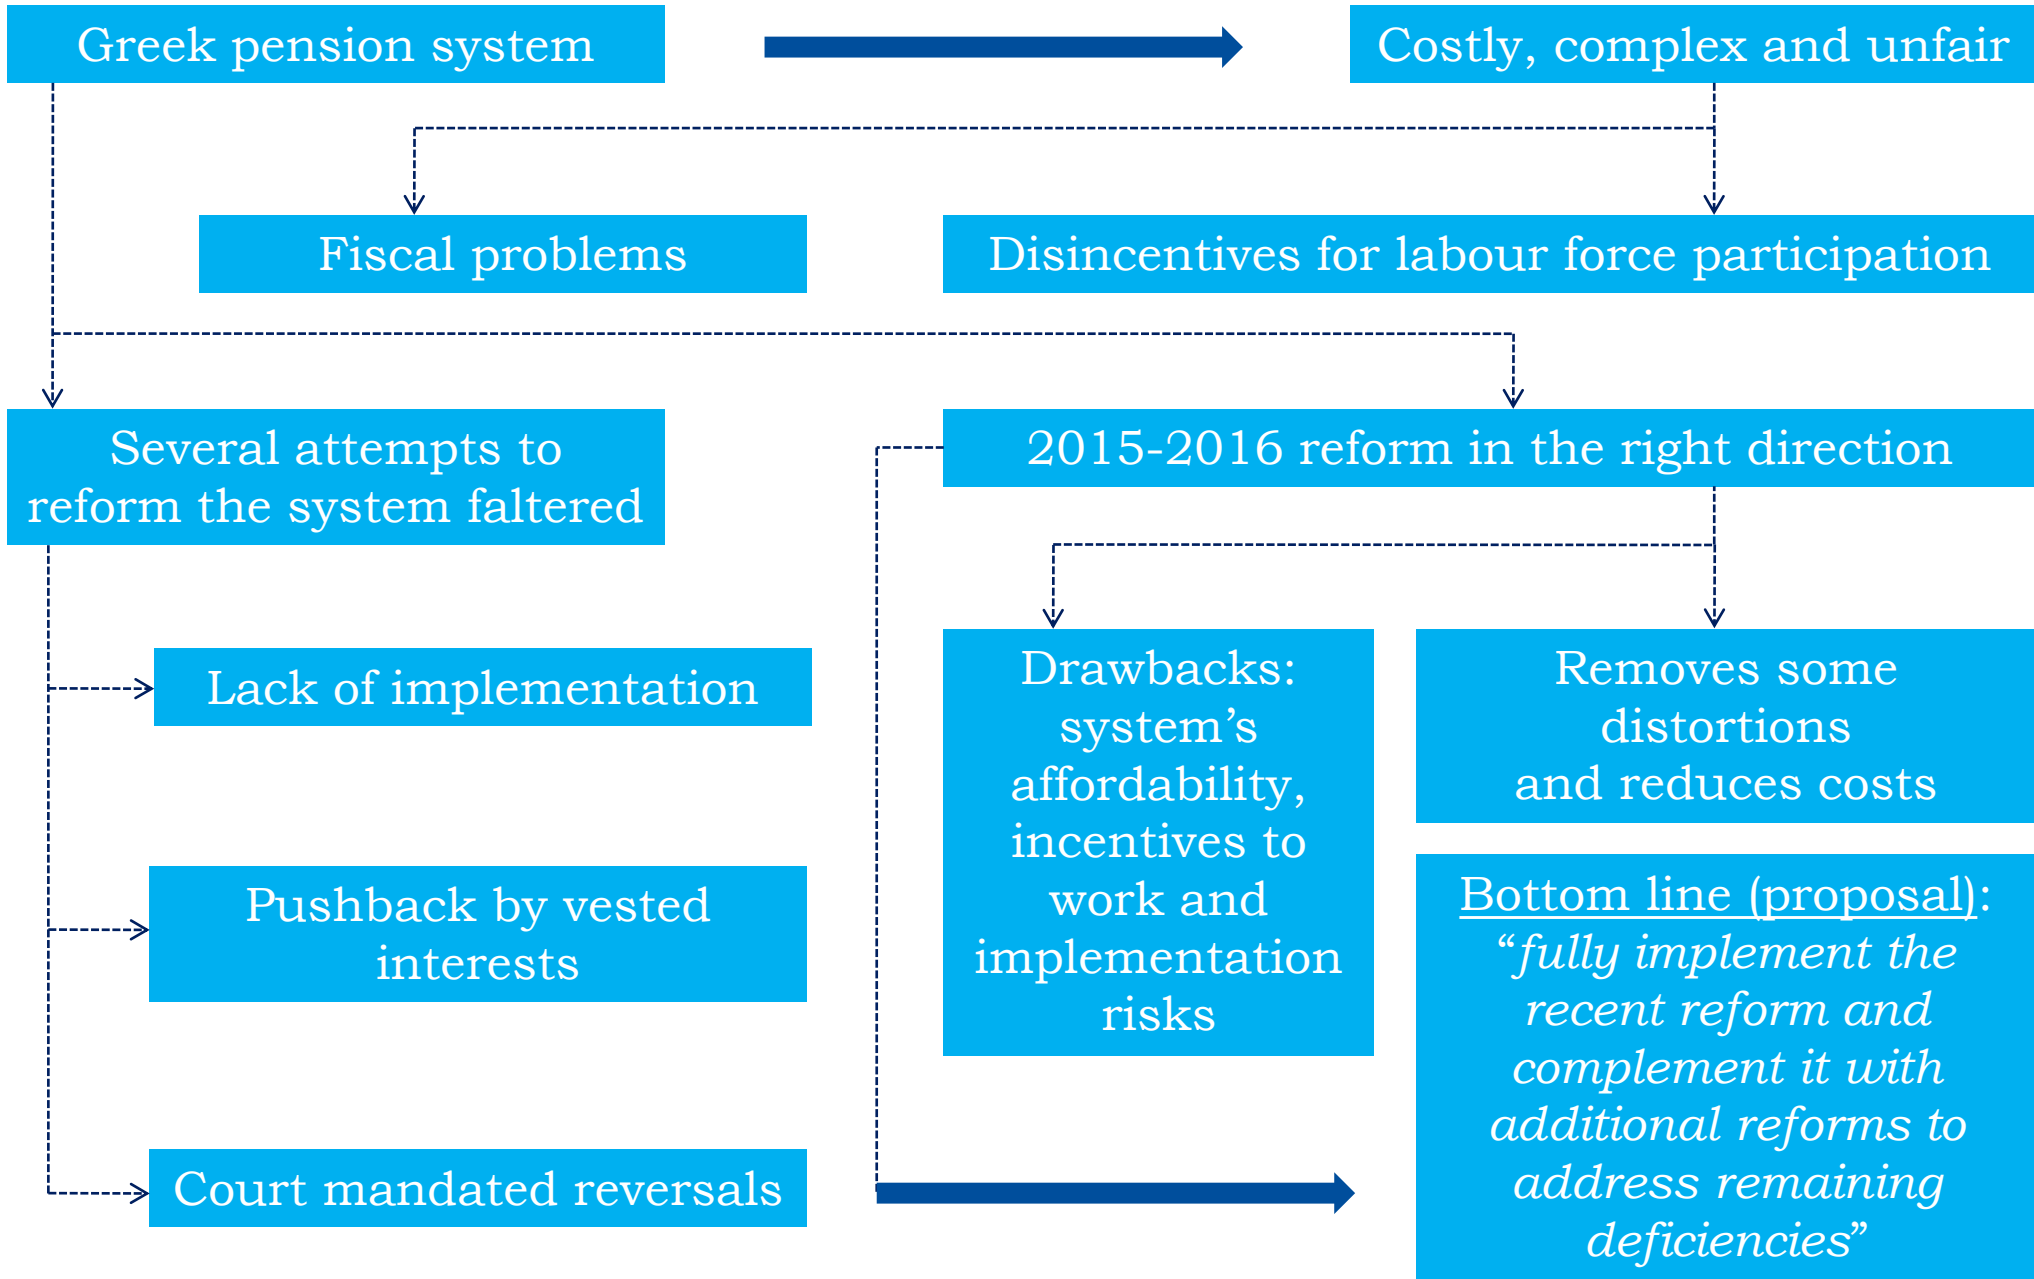 Greek pension system
Costly, complex and unfair
Fiscal problems
Disincentives for labour force participation
Several attempts to
reform the system faltered
2015-2016 reform in the right direction
Lack of implementation
Pushback by vested
interests
Court mandated reversals
Drawbacks:
system’s
affordability,
incentives to
work and
implementation
risks
Removes some
distortions
and reduces costs
Bottom line (proposal):
“fully implement the
recent reform and
complement it with
additional reforms to
address remaining
deficiencies”